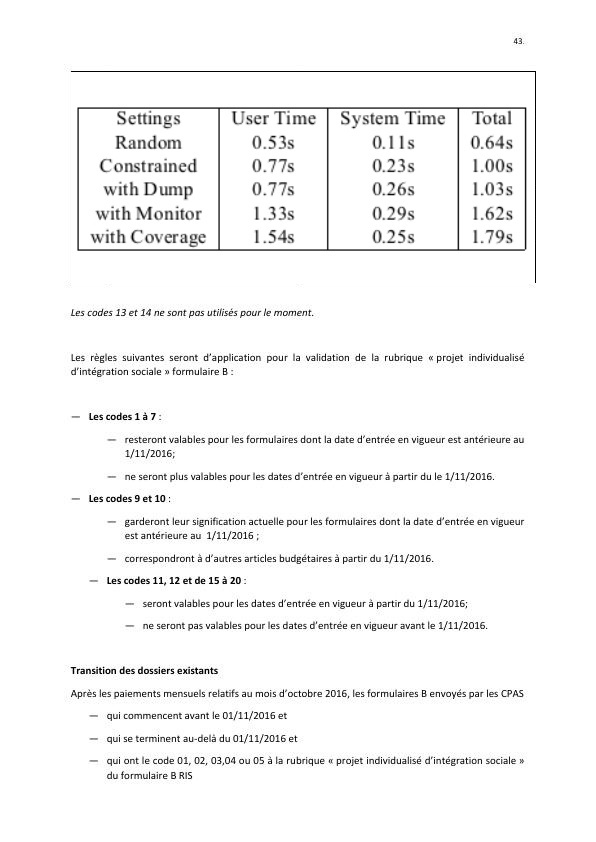 43.
Settings User Time System Time Total
Random 0.53s 0.11s 0.64s
Constrained 0.77s 0.23s 1.00s
with Dump 0.77s 0.26s 1.03s
with Monitor 1.33s 0.29s 1.62s
with Coverage 1.54s 0.25s 1.79s
Les codes 13 et 14 ne sont pas utilisés pour le moment.
Les règles suivantes seront d’application pour la validation de la rubrique « projet individualisé
d’intégration sociale » formulaire B :
— Les codes 1 à 7 :
— resteront valables pour les formulaires dont la date d’entrée en vigueur est antérieure au
1/11/2016;
— ne seront plus valables pour les dates d’entrée en vigueur à partir du le 1/11/2016.
— Les codes 9 et 10 :
— garderont leur signification actuelle pour les formulaires dont la date d’entrée en vigueur
est antérieure au 1/11/2016 ;
— correspondront à d’autres articles budgétaires à partir du 1/11/2016.
— Les codes 11, 12 et de 15 à 20 :
— seront valables pour les dates d’entrée en vigueur à partir du 1/11/2016;
— ne seront pas valables pour les dates d’entrée en vigueur avant le 1/11/2016.
Transition des dossiers existants
Après les paiements mensuels relatifs au mois d’octobre 2016, les formulaires B envoyés par les CPAS
— qui commencent avant le 01/11/2016 et
— qui se terminent au-delà du 01/11/2016 et
— qui ont le code 01, 02, 03,04 ou 05 à la rubrique « projet individualisé d’intégration sociale »
du formulaire B RIS